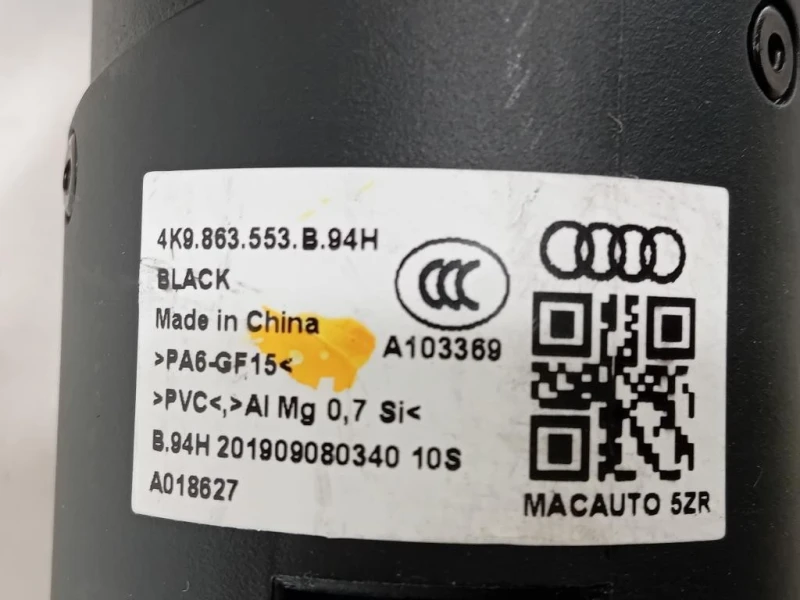 4K9.863.553.B.94H
BLACK
Made in China
>PA6-GF15<
>PVC<,>Al Mg 0,7 Si<
B.94H 201909080340 10S
A018627
CCC
A103369
MACAUTO 5ZR